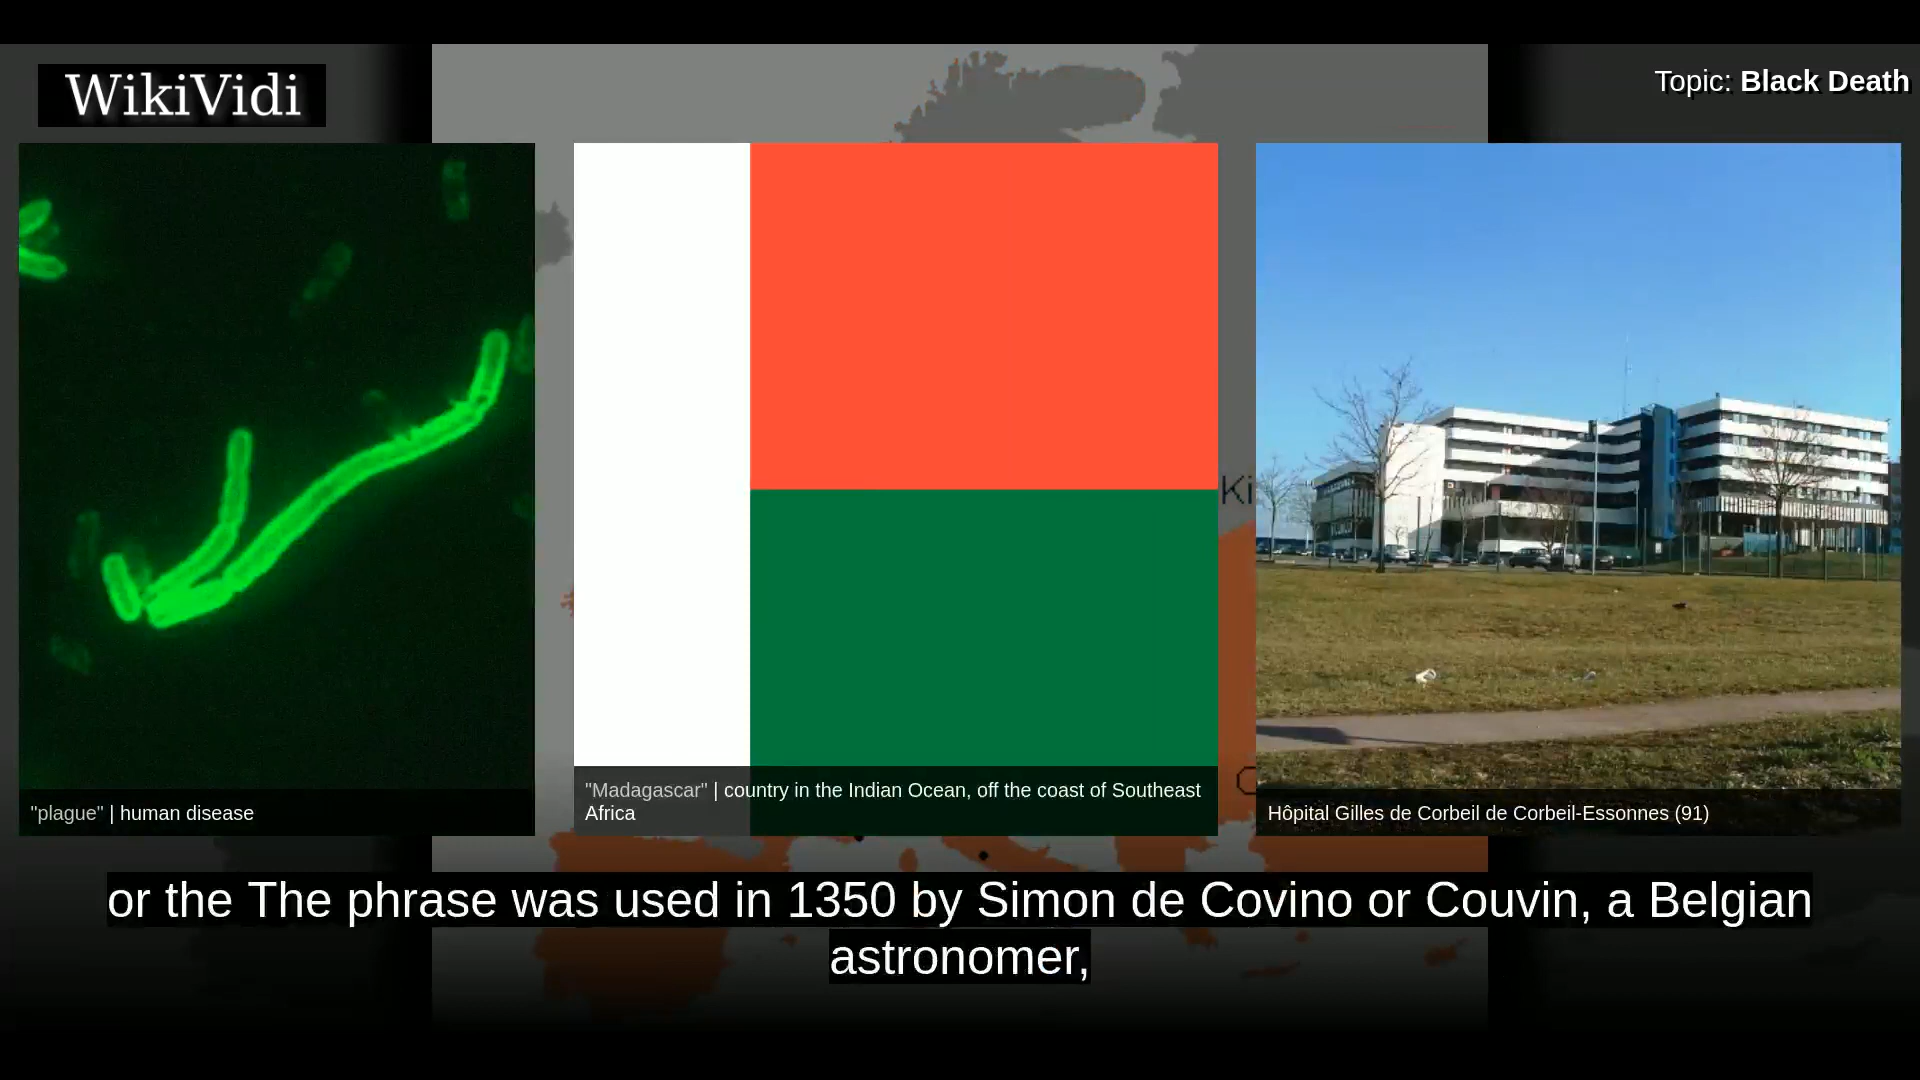 WikiVidi
Topic: Black Death
Ki
"plague" | human disease
"Madagascar" | country in the Indian Ocean, off the coast of Southeast
Africa
Hôpital Gilles de Corbeil de Corbeil-Essonnes (91)
or the The phrase was used in 1350 by Simon de Covino or Couvin, a Belgian
astronomer,